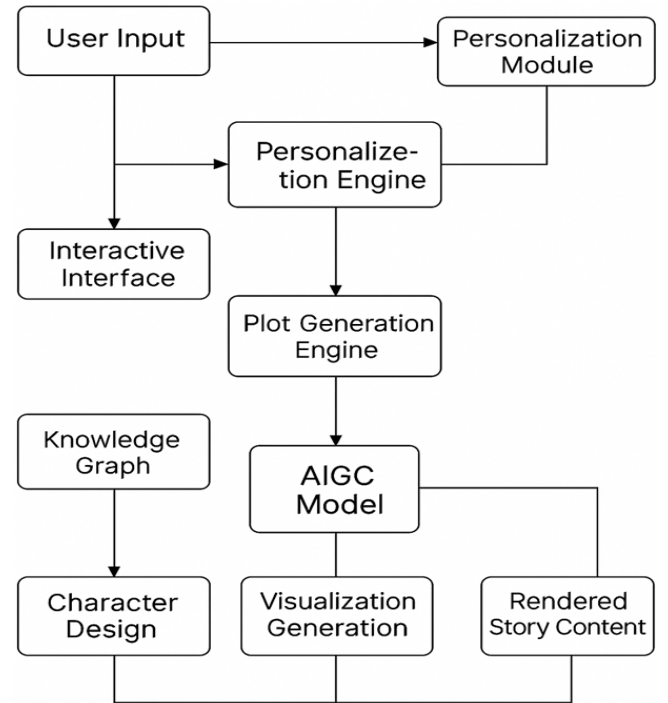 User Input
Personalization
Module
Personalize-
tion Engine
Interactive
Interface
Plot Generation
Engine
Knowledge
Graph
AIGC
Model
Character
Design
Visualization
Generation
Rendered
Story Content